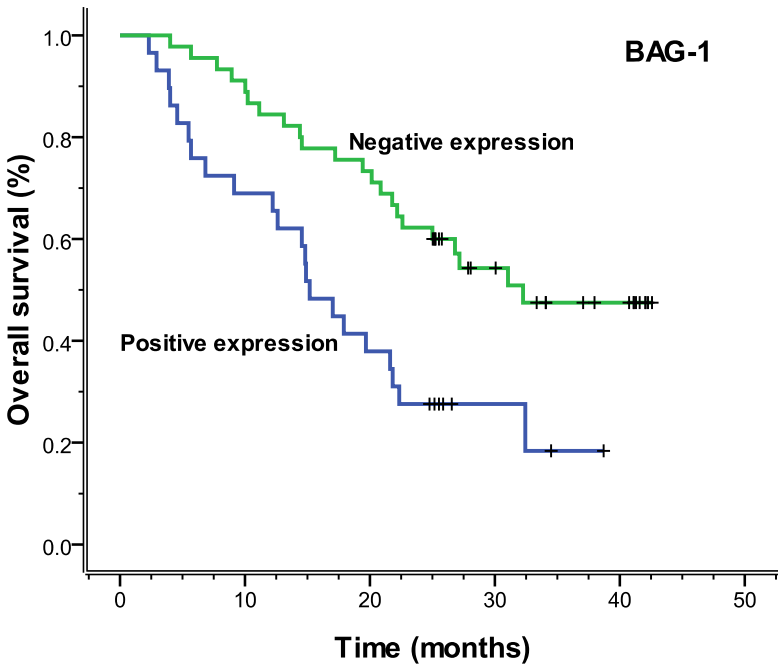 BAG-1
Overall survival (%)
1.0
0.8
0.6
0.4
0.2
0.0
Negative expression
Positive expression
0 10 20 30 40 50
Time (months)